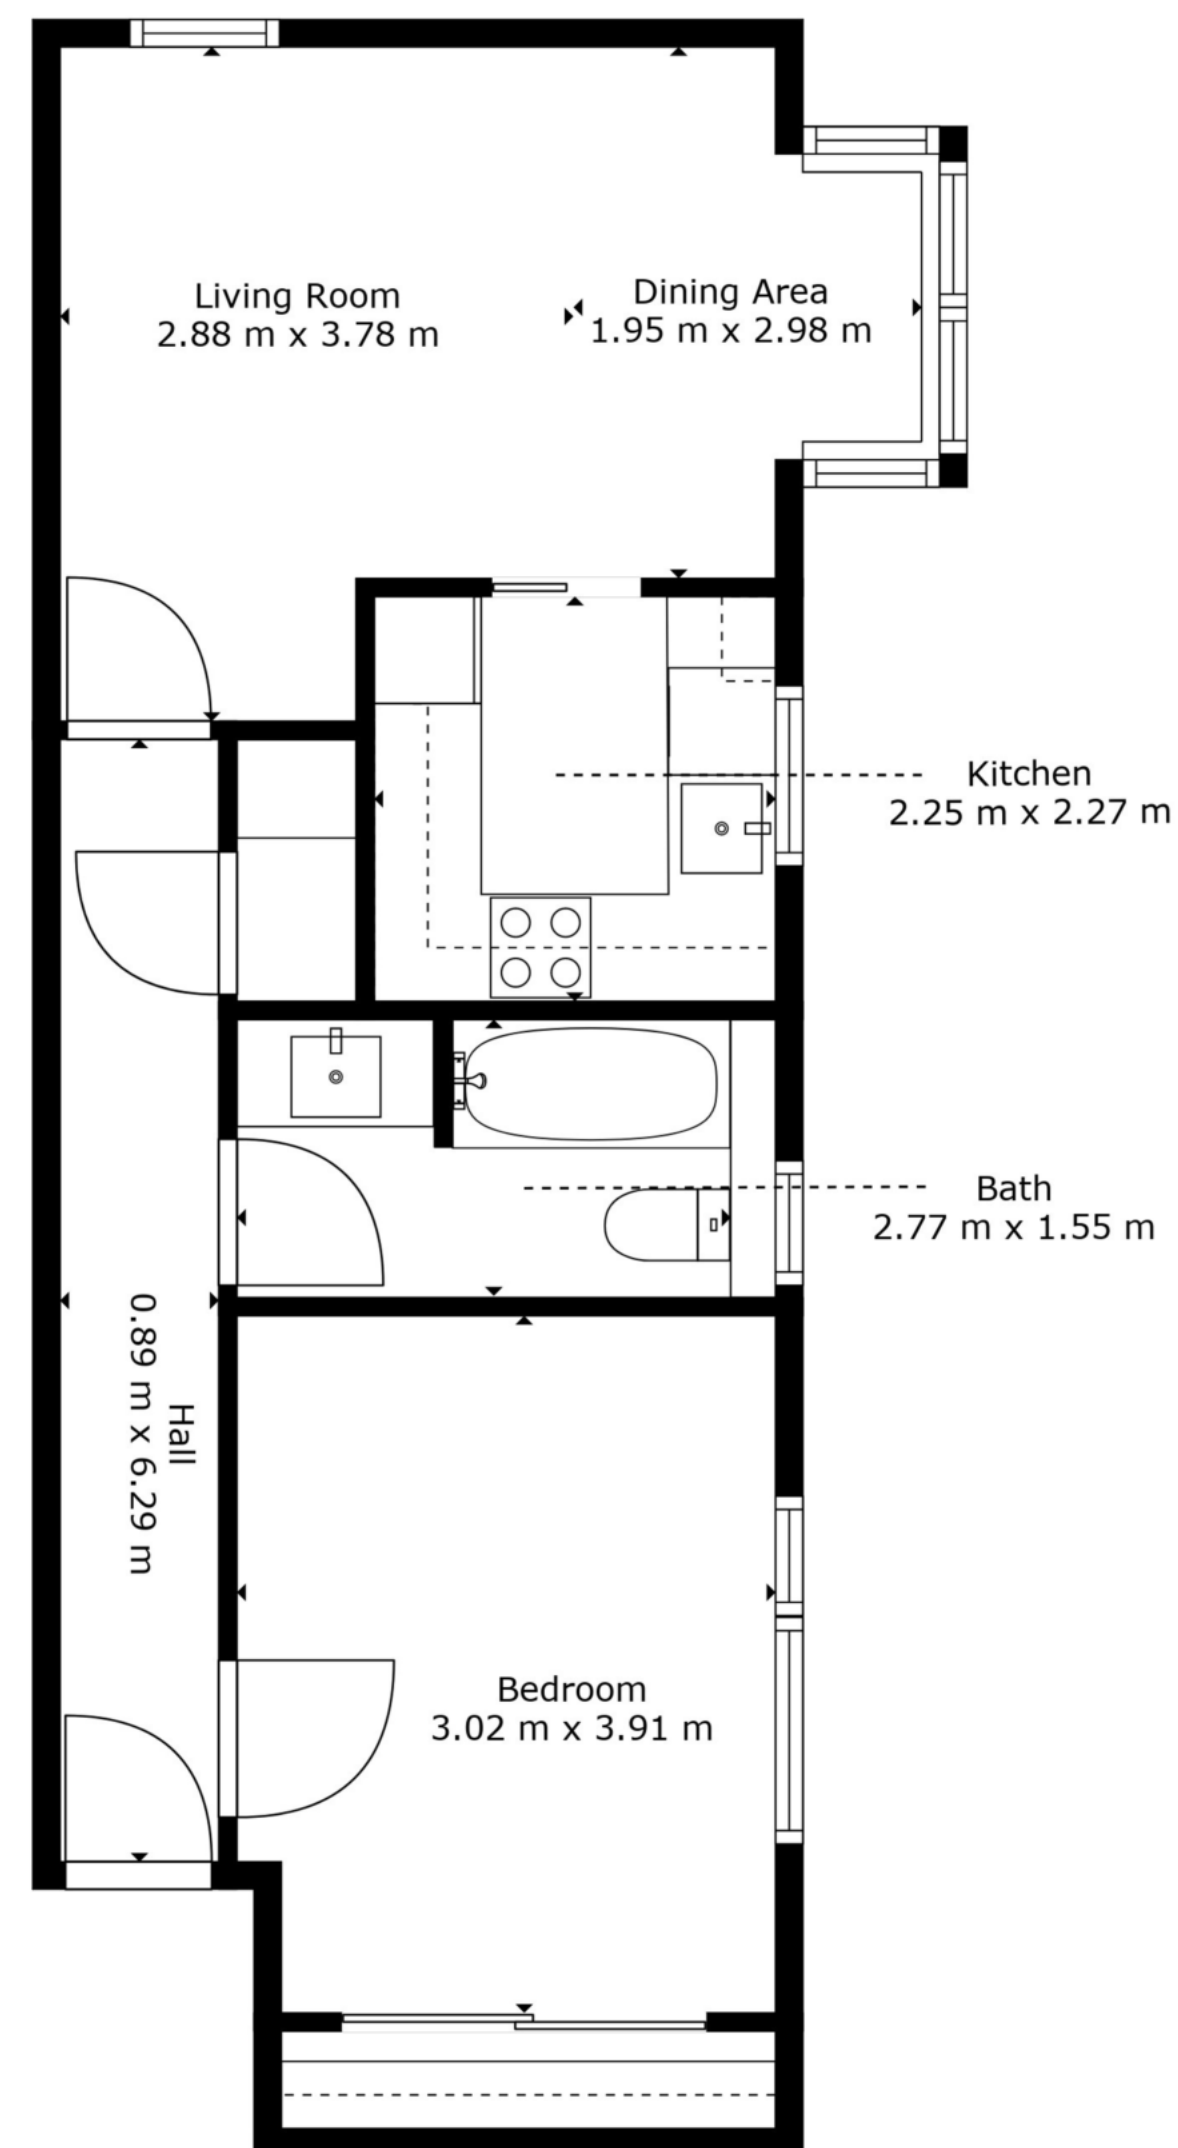 Living Room
2.88 m x 3.78 m
Dining Area
1.95 m x 2.98 m
Kitchen
2.25 m x 2.27 m
Bath
2.77 m x 1.55 m
Hall
0.89 m x 6.29 m
Bedroom
3.02 m x 3.91 m